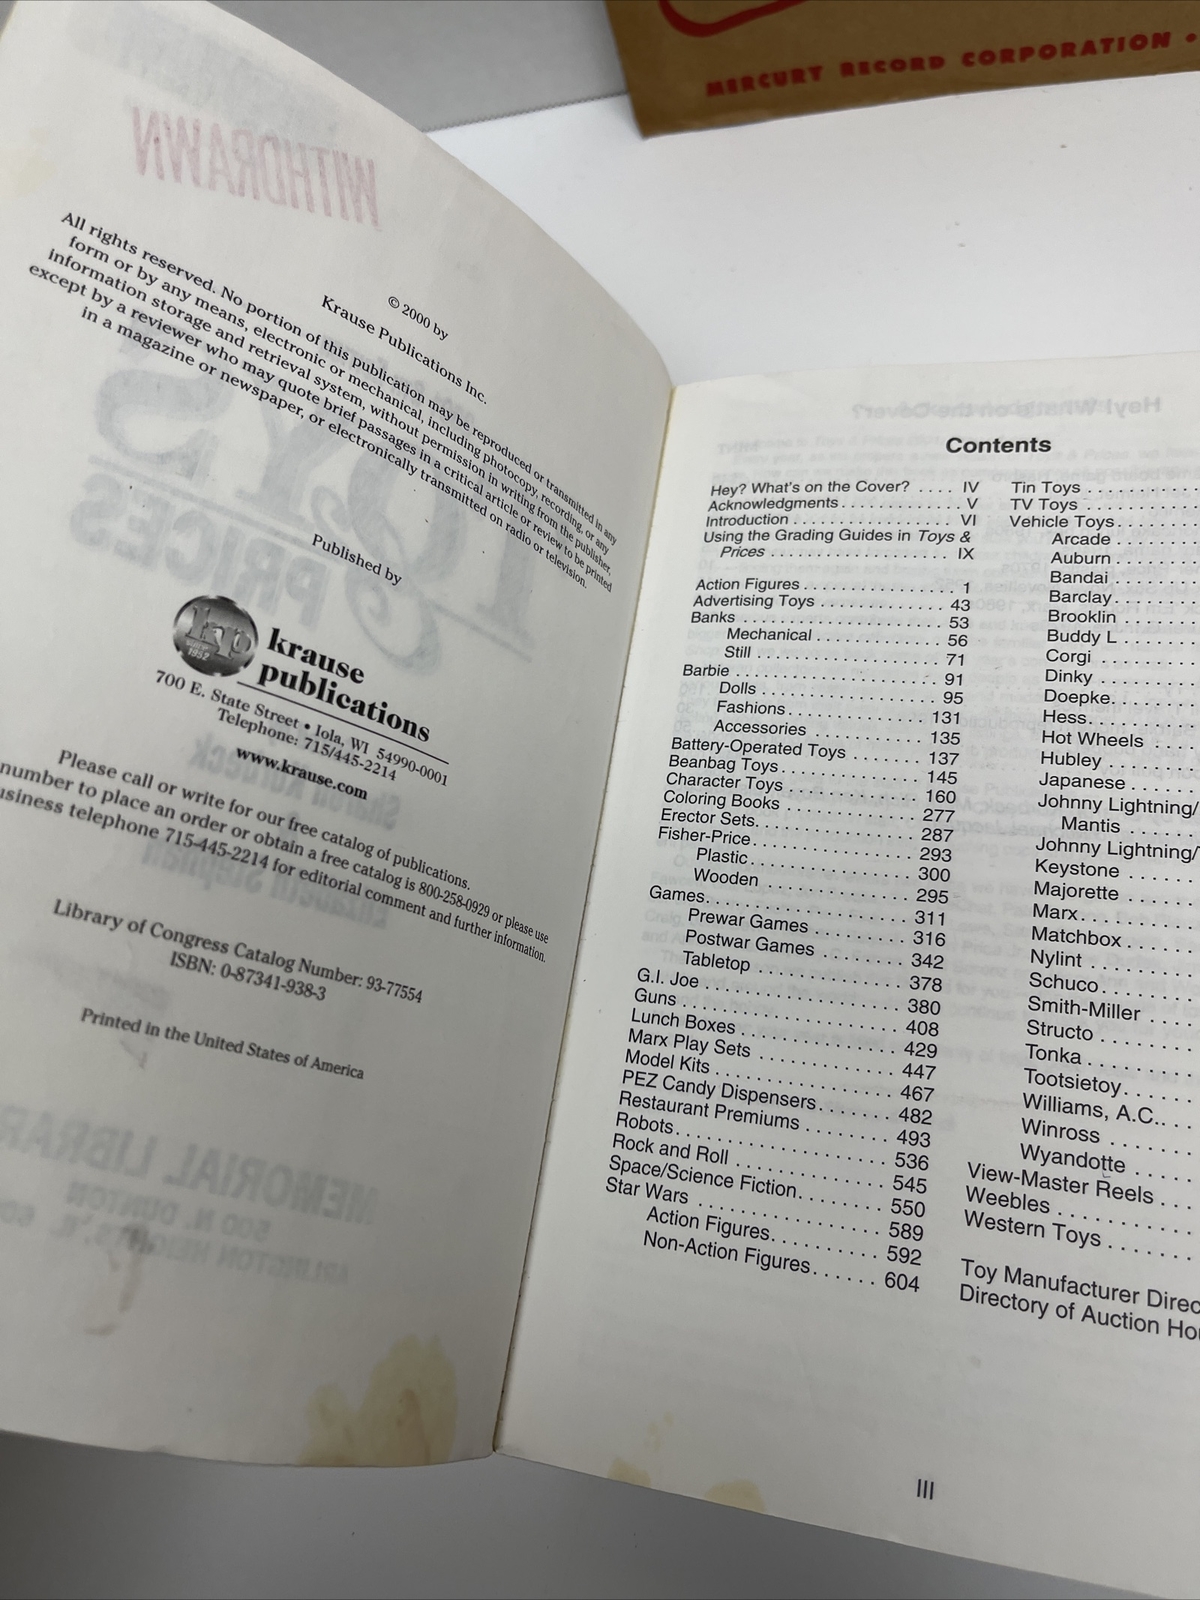 MERCURY RECORD CORPORATION •
WITHDRAWN
© 2000 by
Krause Publications Inc.
All rights reserved. No portion of this publication may be reproduced or transmitted in any
form or by any means, electronic or mechanical, including photocopy, recording, or any
information storage and retrieval system, without permission in writing from the publisher,
except by a reviewer who may quote brief passages in a critical article or review to be printed
in a magazine or newspaper, or electronically transmitted on radio or television.
TOYS
& PRICES
Published by
kp
1952
krause
publications
700 E. State Street • Iola, WI 54990-0001
Telephone: 715/445-2214
www.krause.com
Please call or write for our free catalog of publications.
number to place an order or obtain a free catalog is 800-258-0929 or please use
usiness telephone 715-445-2214 for editorial comment and further information.
Library of Congress Catalog Number: 93-77554
ISBN: 0-87341-938-3
Printed in the United States of America
MEMORIAL LIBRAR
500 N. DUNTON
ARLINGTON HEIGHTS, IL 60
Hey! What's on the Cover?
Contents
Hey? What's on the Cover? .... IV
Acknowledgments ............ V
Introduction ................. VI
Using the Grading Guides in Toys &
Prices ..................... IX
Action Figures ................ 1
Advertising Toys .............. 43
Banks ...................... 53
Mechanical ................ 56
Still ...................... 71
Barbie ...................... 91
Dolls ..................... 95
Fashions .................. 131
Accessories ............... 135
Battery-Operated Toys ......... 137
Beanbag Toys ................ 145
Character Toys ............... 160
Coloring Books ............... 277
Erector Sets .................. 287
Fisher-Price .................. 293
Plastic .................... 300
Wooden ................... 295
Games ...................... 311
Prewar Games ............. 316
Postwar Games ............ 342
Tabletop .................. 378
G.I. Joe ..................... 380
Guns ....................... 408
Lunch Boxes ................. 429
Marx Play Sets ............... 447
Model Kits ................... 467
PEZ Candy Dispensers ......... 482
Restaurant Premiums .......... 493
Robots ...................... 536
Rock and Roll ................ 545
Space/Science Fiction .......... 550
Star Wars .................... 589
Action Figures .............. 592
Non-Action Figures .......... 604
Tin Toys
TV Toys
Vehicle Toys
Arcade
Auburn
Bandai
Barclay
Brooklin
Buddy L
Corgi
Dinky
Doepke
Hess
Hot Wheels
Hubley
Japanese
Johnny Lightning/
Mantis
Johnny Lightning/
Keystone
Majorette
Marx
Matchbox
Nylint
Schuco
Smith-Miller
Structo
Tonka
Tootsietoy
Williams, A.C.
Winross
Wyandotte
View-Master Reels
Weebles
Western Toys
Toy Manufacturer Direc
Directory of Auction Ho
III